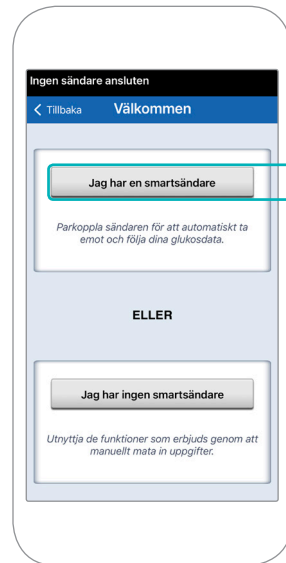 Ingen sändare ansluten
Tillbaka Välkommen
Jag har en smartsändare
Parkoppla sändaren för att automatiskt ta
emot och följa dina glukosdata.
ELLER
Jag har ingen smartsändare
Utnyttja de funktioner som erbjuds genom att
manuellt mata in uppgifter.